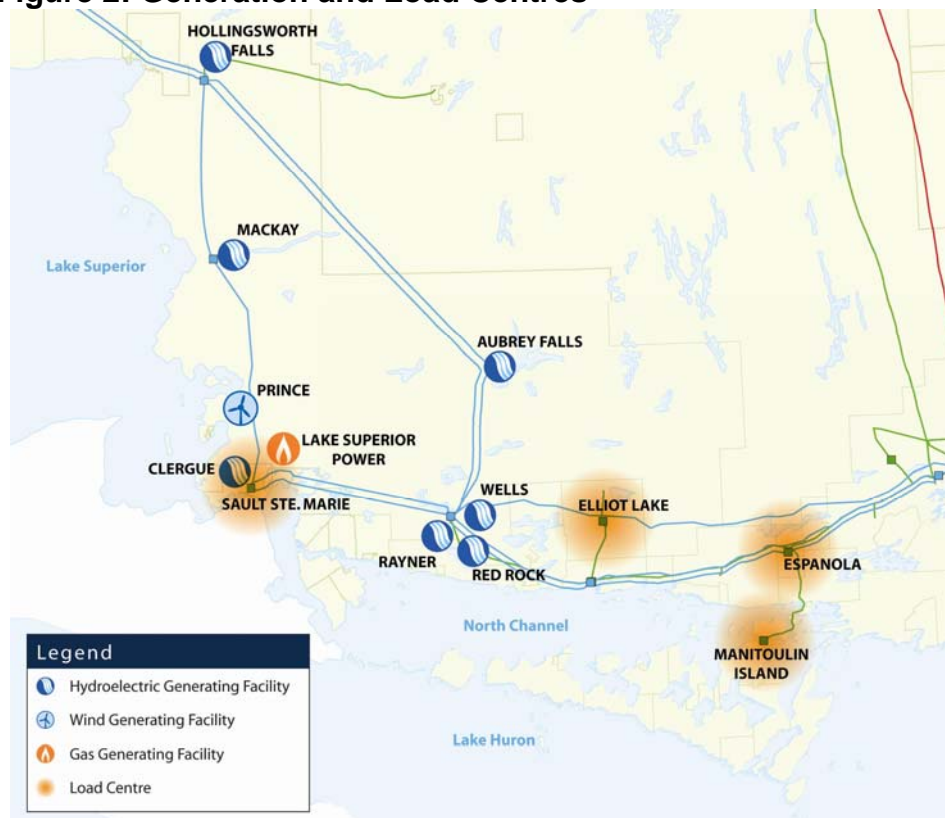 Figure 2: Generation and Load Centres
HOLLINGSWORTH
FALLS
MACKAY
Lake Superior
AUBREY FALLS
PRINCE
LAKE SUPERIOR
POWER
CLERGUE
SAULT STE. MARIE
WELLS
ELLIOT LAKE
RAYNER
RED ROCK
ESPANOLA
North Channel
MANITOULIN
ISLAND
Lake Huron
Legend
Hydroelectric Generating Facility
Wind Generating Facility
Gas Generating Facility
Load Centre